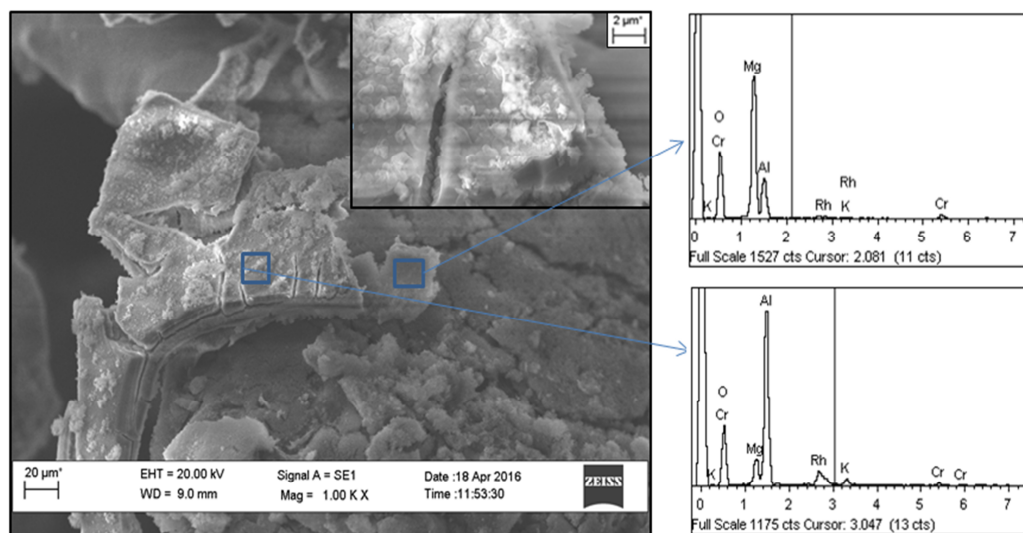 2 µm*
20 µm*
EHT = 20.00 kV
WD = 9.0 mm
Signal A = SE1
Mag = 1.00 K X
Date :18 Apr 2016
Time :11:53:30
ZEISS
Mg
O
Cr
Al
Rh
K
Rh
K
Cr
0 1 2 3 4 5 6 7
Full Scale 1527 cts Cursor: 2.081 (11 cts)
Al
O
Cr
Mg
Rh
K
K
Cr
Cr
0 1 2 3 4 5 6 7
Full Scale 1175 cts Cursor: 3.047 (13 cts)